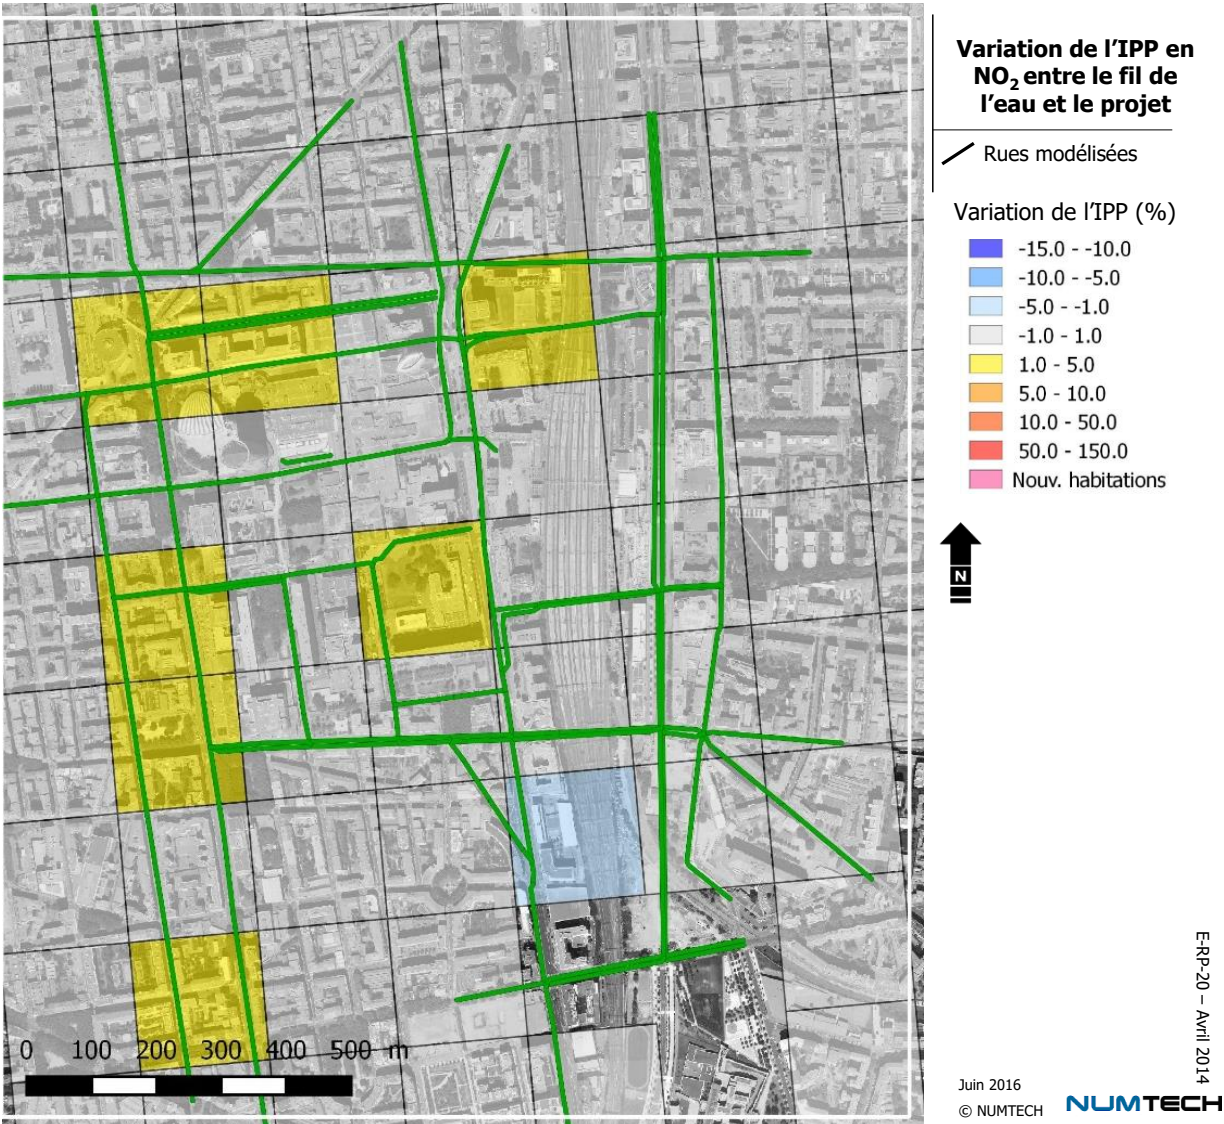 Variation de l'IPP en
NO₂ entre le fil de
l'eau et le projet
Rues modélisées
Variation de l'IPP (%)
-15.0 - -10.0
-10.0 - -5.0
-5.0 - -1.0
-1.0 - 1.0
1.0 - 5.0
5.0 - 10.0
10.0 - 50.0
50.0 - 150.0
Nouv. habitations
N
0 100 200 300 400 500 m
E-RP-20 – Avril 2014
Juin 2016
© NUMTECH
NUMTECH